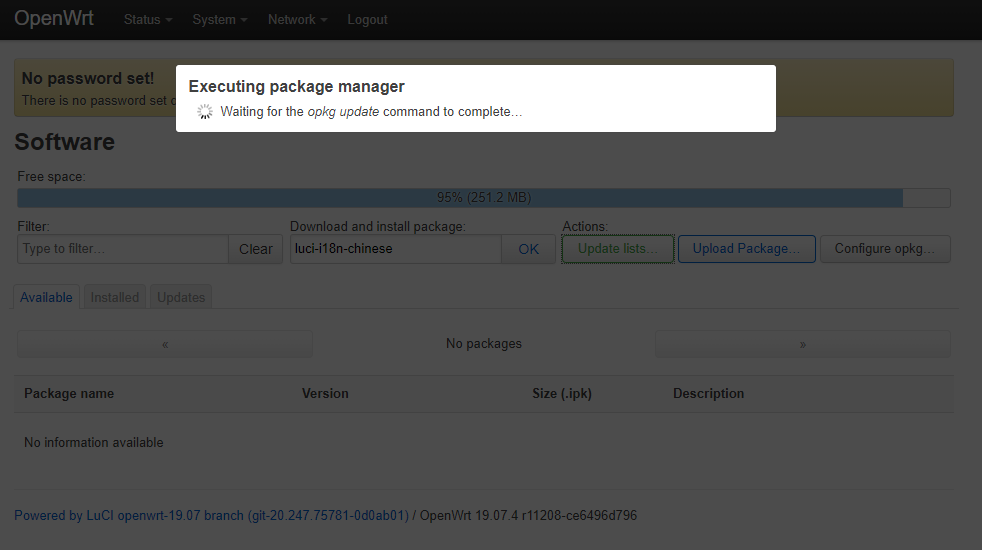 OpenWrt Status System Network Logout
No password set!
There is no password set
Executing package manager
Waiting for the opkg update command to complete…
Software
Free space:
95% (251.2 MB)
Filter: Download and install package: Actions:
Type to filter… Clear luci-i18n-chinese OK Update lists… Upload Package… Configure opkg…
Available Installed Updates
« No packages »
Package name Version Size (.ipk) Description
No information available
Powered by LuCI openwrt-19.07 branch (git-20.247.75781-0d0ab01) / OpenWrt 19.07.4 r11208-ce6496d796